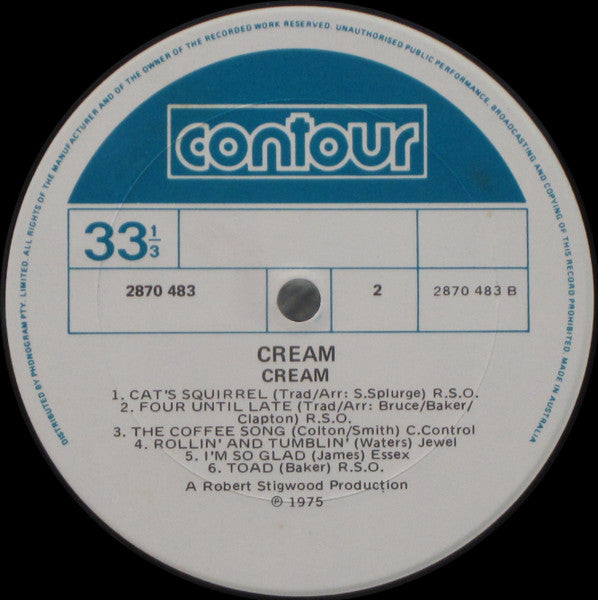 DISTRIBUTED BY PHONOGRAM PTY. LIMITED. ALL RIGHTS OF THE MANUFACTURER AND OF THE OWNER OF THE RECORDED WORK RESERVED. UNAUTHORISED PUBLIC PERFORMANCE, BROADCASTING AND COPYING OF THIS RECORD PROHIBITED. MADE IN AUSTRALIA
contour
33 1/3
2870 483 2 2870 483 B
CREAM
CREAM
1. CAT'S SQUIRREL (Trad/Arr: S.Splurge) R.S.O.
2. FOUR UNTIL LATE (Trad/Arr: Bruce/Baker/
Clapton) R.S.O.
3. THE COFFEE SONG (Colton/Smith) C.Control
4. ROLLIN' AND TUMBLIN' (Waters) Jewel
5. I'M SO GLAD (James) Essex
6. TOAD (Baker) R.S.O.
A Robert Stigwood Production
℗ 1975